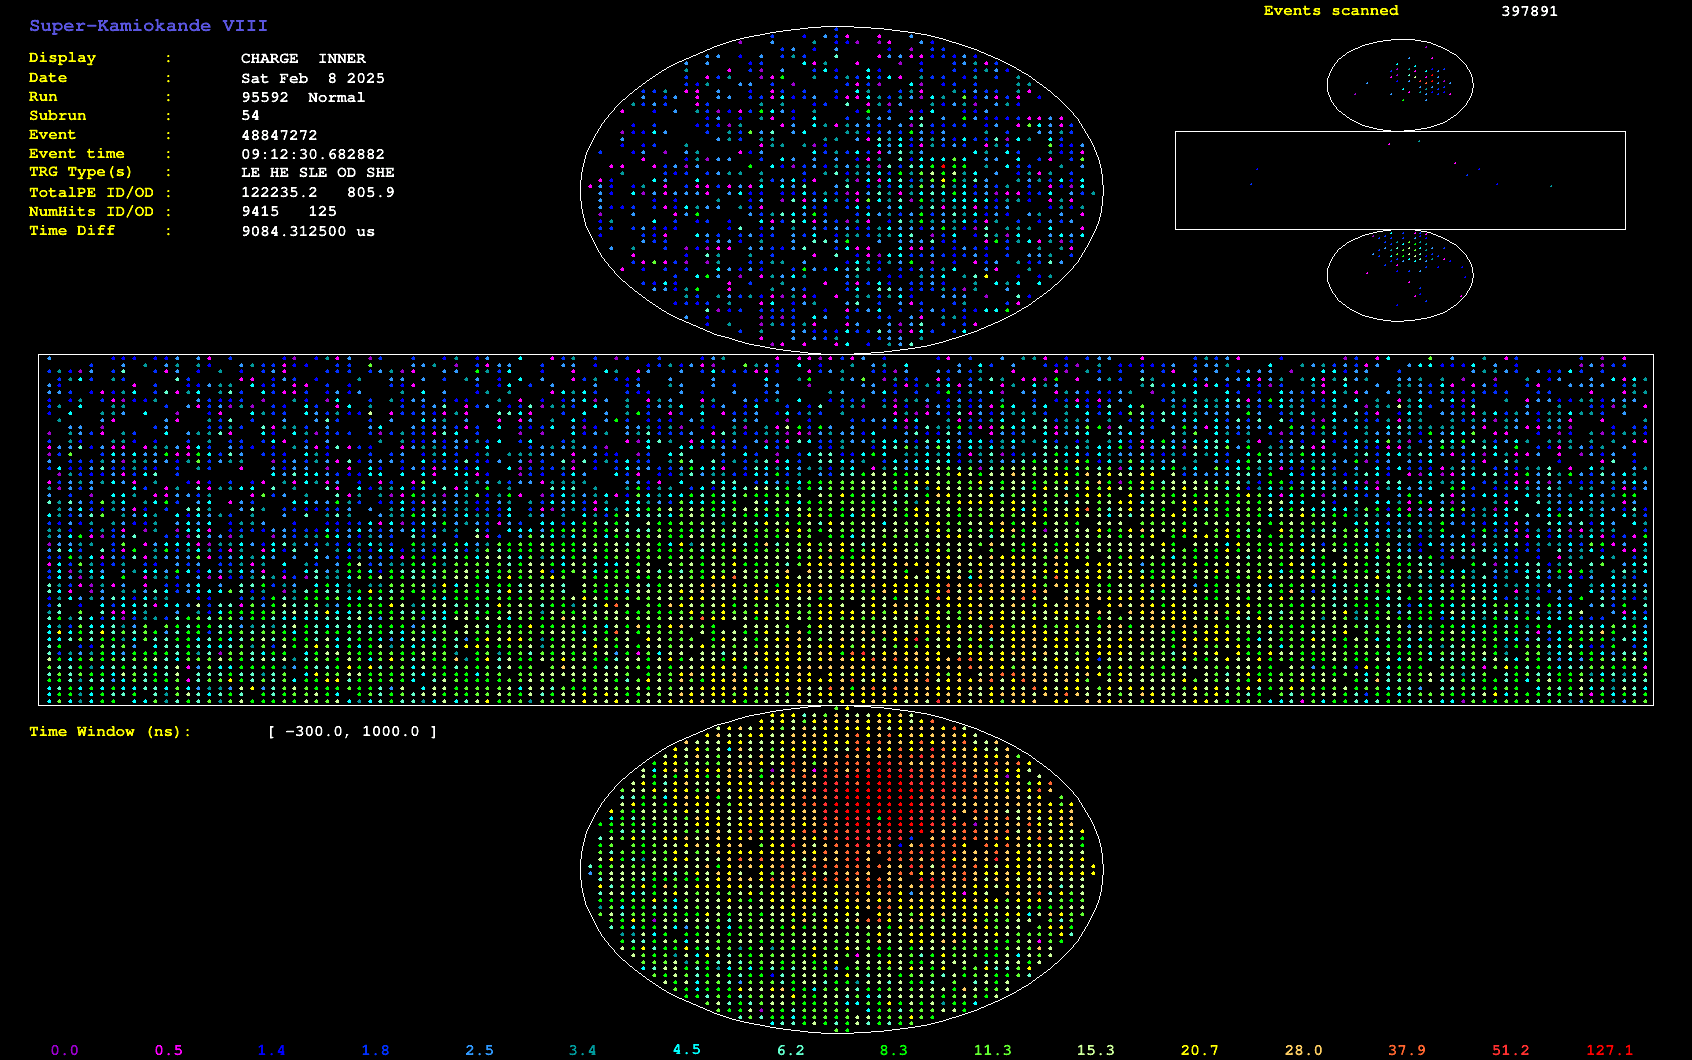 Super-Kamiokande VIII
Events scanned 397891
Display : CHARGE INNER
Date : Sat Feb 8 2025
Run : 95592 Normal
Subrun : 54
Event : 48847272
Event time : 09:12:30.682882
TRG Type(s) : LE HE SLE OD SHE
TotalPE ID/OD : 122235.2 805.9
NumHits ID/OD : 9415 125
Time Diff : 9084.312500 us
Time Window (ns): [ -300.0, 1000.0 ]
0.0 0.5 1.4 1.8 2.5 3.4 4.5 6.2 8.3 11.3 15.3 20.7 28.0 37.9 51.2 127.1